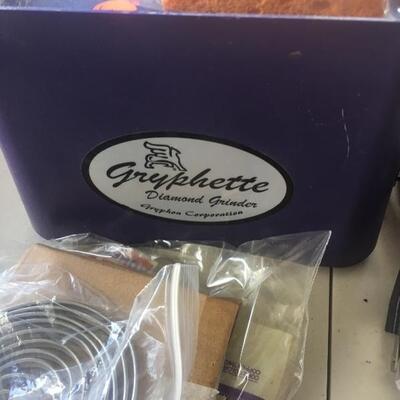 Gryphette
Diamond Grinder
Gryphon Corporation